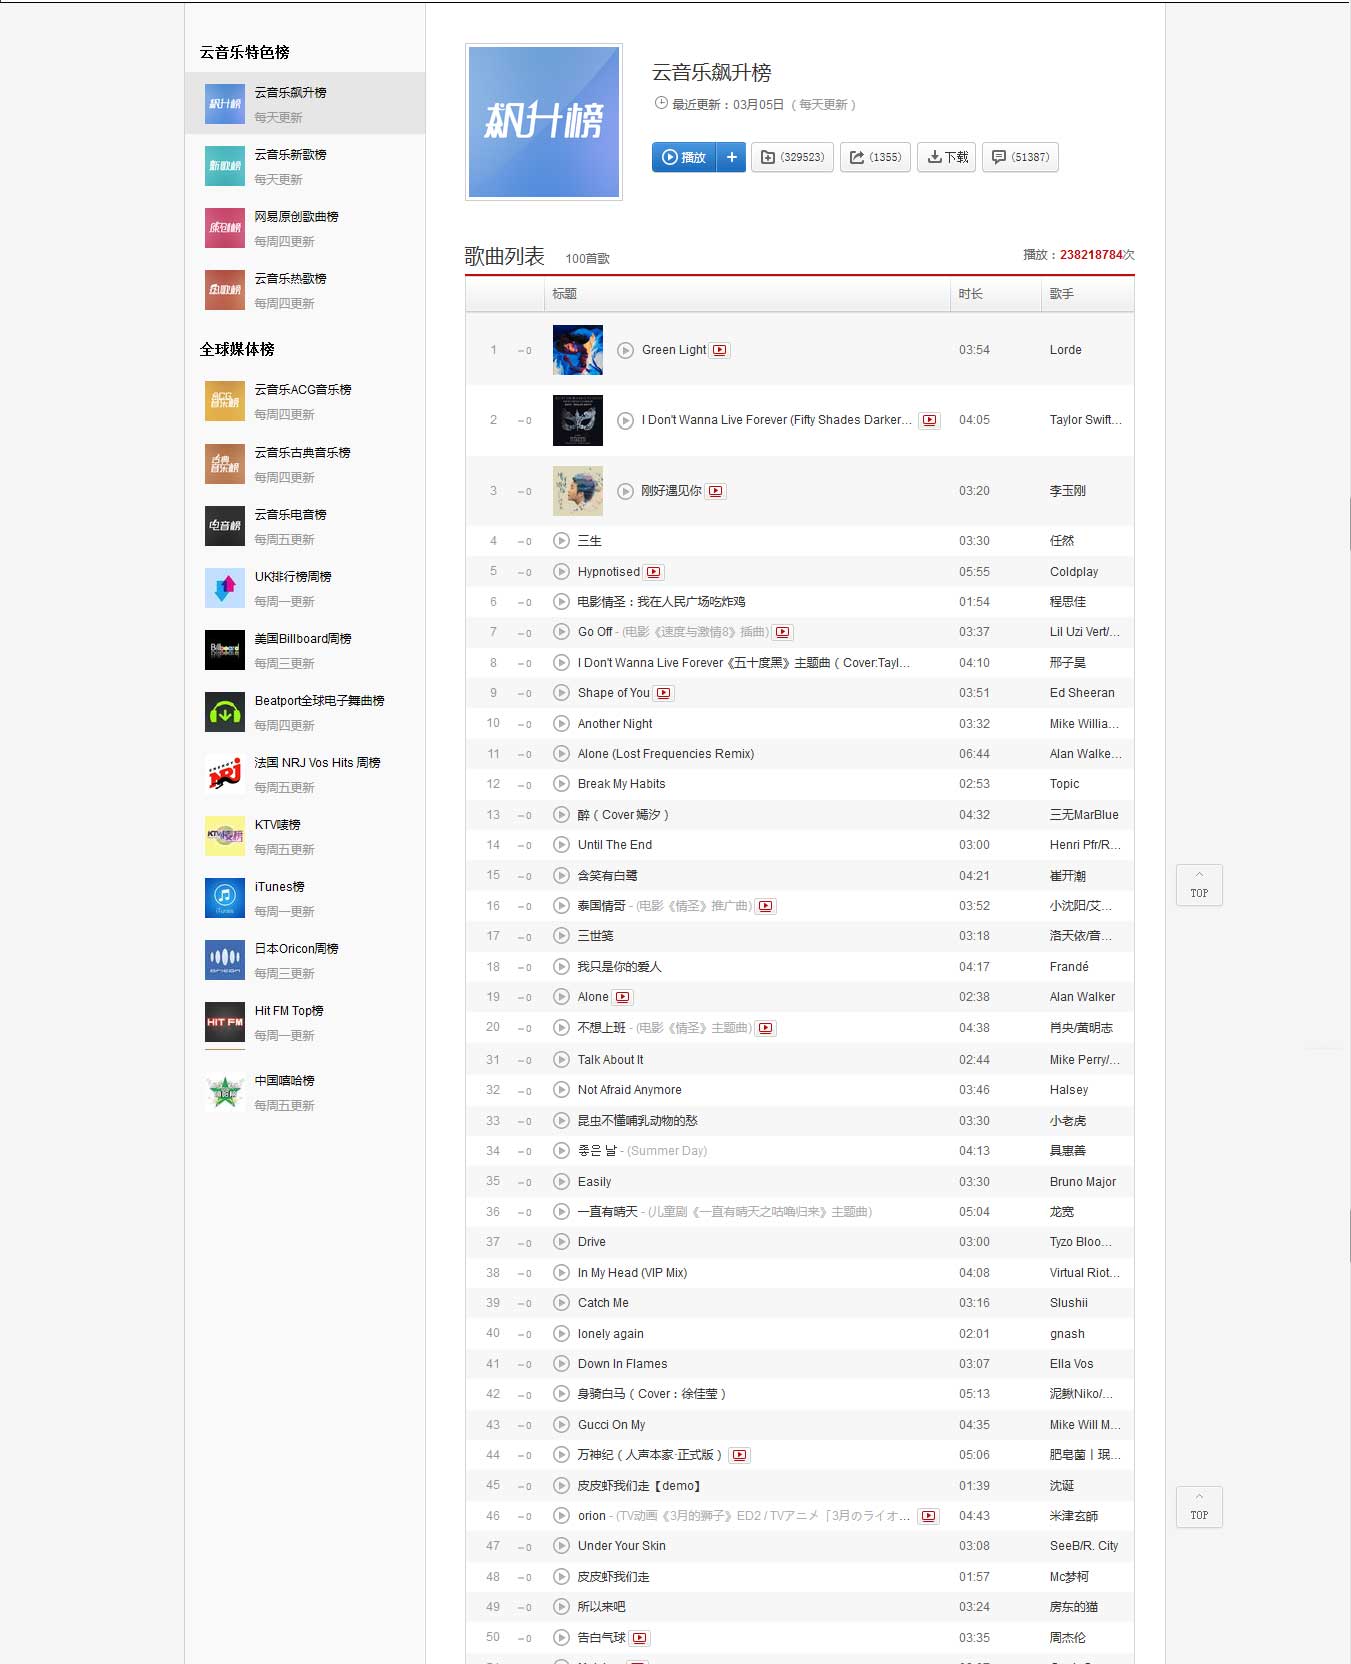 云音乐特色榜
飙升榜
云音乐飙升榜
每天更新
新歌榜
云音乐新歌榜
每天更新
原创榜
网易原创歌曲榜
每周四更新
热歌榜
云音乐热歌榜
每周四更新
全球媒体榜
ACG音乐榜
云音乐ACG音乐榜
每周四更新
古典音乐榜
云音乐古典音乐榜
每周四更新
电音榜
云音乐电音榜
每周五更新
UK排行榜周榜
每周一更新
Billboard
美国Billboard周榜
每周三更新
Beatport全球电子舞曲榜
每周四更新
NRJ
法国 NRJ Vos Hits 周榜
每周五更新
KTV唛榜
KTV唛榜
每周五更新
iTunes
iTunes榜
每周一更新
oricon
日本Oricon周榜
每周三更新
HIT FM
Hit FM Top榜
每周一更新
中国嘻哈榜
每周五更新
飙升榜
云音乐飙升榜
最近更新：03月05日（每天更新）
播放 + (329523) (1355) 下载 (51387)
歌曲列表 100首歌 播放：238218784次
标题 时长 歌手
1 0 Green Light 03:54 Lorde
2 0 I Don't Wanna Live Forever (Fifty Shades Darker... 04:05 Taylor Swift...
3 0 刚好遇见你 03:20 李玉刚
4 0 三生 03:30 任然
5 0 Hypnotised 05:55 Coldplay
6 0 电影情圣：我在人民广场吃炸鸡 01:54 程思佳
7 0 Go Off - (电影《速度与激情8》插曲) 03:37 Lil Uzi Vert/...
8 0 I Don't Wanna Live Forever《五十度黑》主题曲（Cover:Tayl... 04:10 邢子昊
9 0 Shape of You 03:51 Ed Sheeran
10 0 Another Night 03:32 Mike Willia...
11 0 Alone (Lost Frequencies Remix) 06:44 Alan Walke...
12 0 Break My Habits 02:53 Topic
13 0 醉（Cover 嫣汐） 04:32 三无MarBlue
14 0 Until The End 03:00 Henri Pfr/R...
15 0 含笑有白鹭 04:21 崔开潮
16 0 泰国情哥 - (电影《情圣》推广曲) 03:52 小沈阳/艾...
17 0 三世笺 03:18 洛天依/音...
18 0 我只是你的爱人 04:17 Frandé
19 0 Alone 02:38 Alan Walker
20 0 不想上班 - (电影《情圣》主题曲) 04:38 肖央/黄明志
31 0 Talk About It 02:44 Mike Perry/...
32 0 Not Afraid Anymore 03:46 Halsey
33 0 昆虫不懂哺乳动物的愁 03:30 小老虎
34 0 좋은 날 - (Summer Day) 04:13 具惠善
35 0 Easily 03:30 Bruno Major
36 0 一直有晴天 - (儿童剧《一直有晴天之咕噜归来》主题曲) 05:04 龙宽
37 0 Drive 03:00 Tyzo Bloo...
38 0 In My Head (VIP Mix) 04:08 Virtual Riot...
39 0 Catch Me 03:16 Slushii
40 0 lonely again 02:01 gnash
41 0 Down In Flames 03:07 Ella Vos
42 0 身骑白马（Cover：徐佳莹） 05:13 泥鳅Niko/...
43 0 Gucci On My 04:35 Mike Will M...
44 0 万神纪（人声本家·正式版） 05:06 肥皂菌丨珉...
45 0 皮皮虾我们走【demo】 01:39 沈诞
46 0 orion - (TV动画《3月的狮子》ED2 / TVアニメ「3月のライオ... 04:43 米津玄師
47 0 Under Your Skin 03:08 SeeB/R. City
48 0 皮皮虾我们走 01:57 Mc梦柯
49 0 所以来吧 03:24 房东的猫
50 0 告白气球 03:35 周杰伦
TOP
TOP